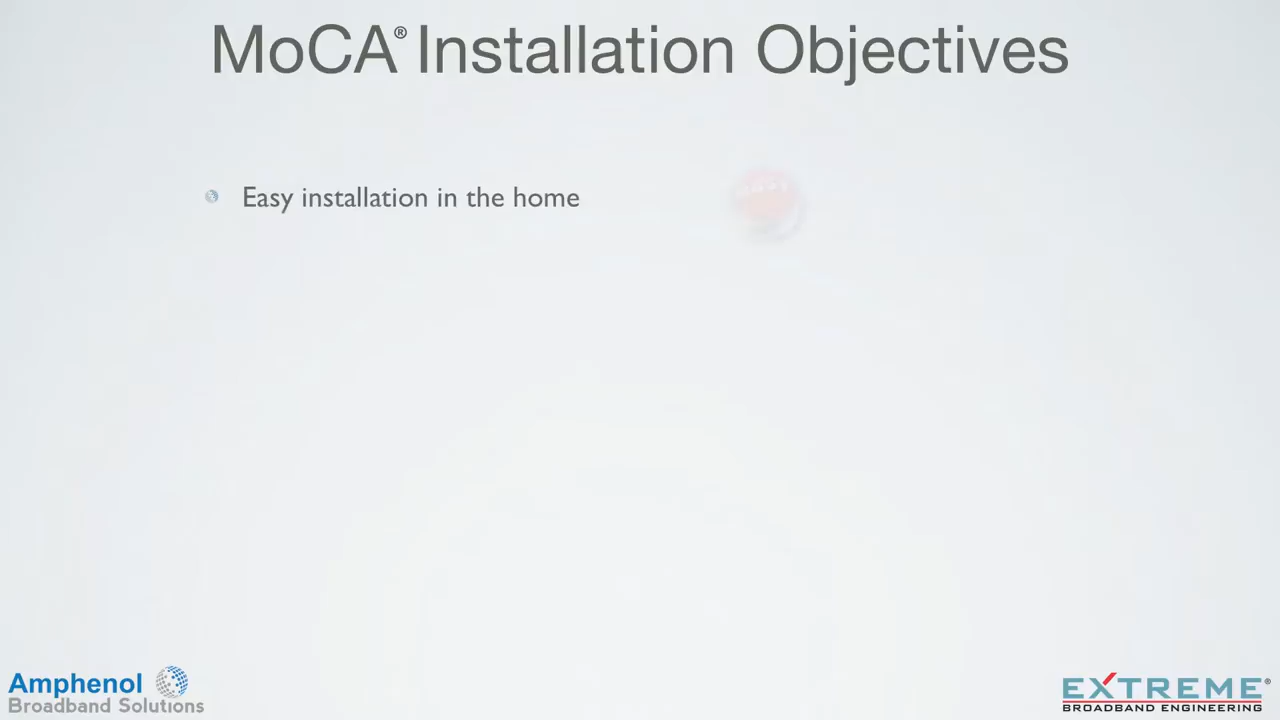 MoCA® Installation Objectives
Easy installation in the home
Amphenol
Broadband Solutions
EXTREME®
BROADBAND ENGINEERING